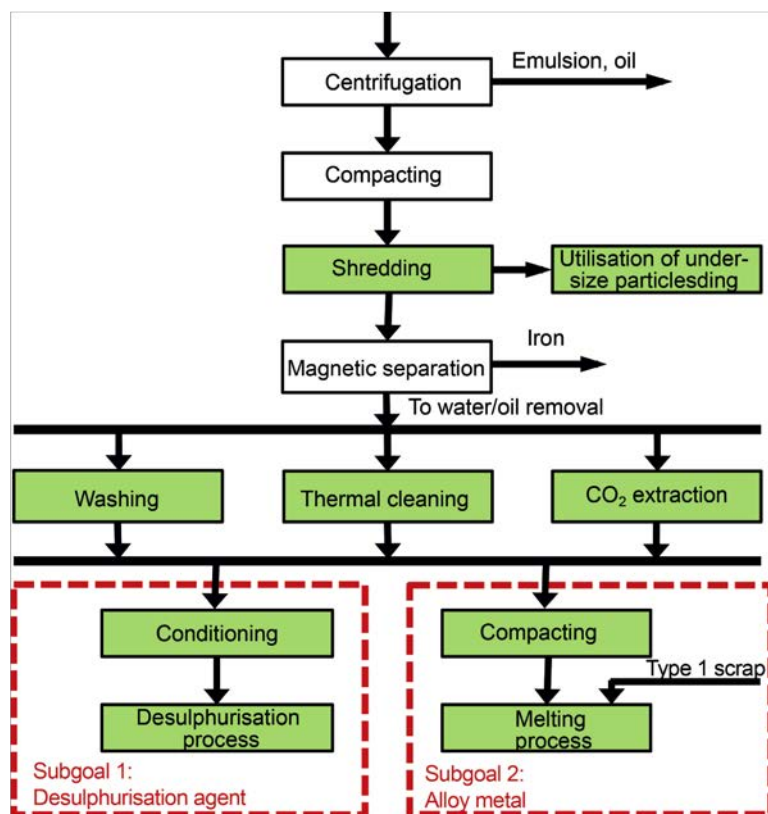 Emulsion, oil
Centrifugation
Compacting
Shredding
Utilisation of under-
size particlesding
Iron
Magnetic separation
To water/oil removal
Washing
Thermal cleaning
CO₂ extraction
Conditioning
Compacting
Type 1 scrap
Desulphurisation
process
Melting
process
Subgoal 1:
Desulphurisation agent
Subgoal 2:
Alloy metal